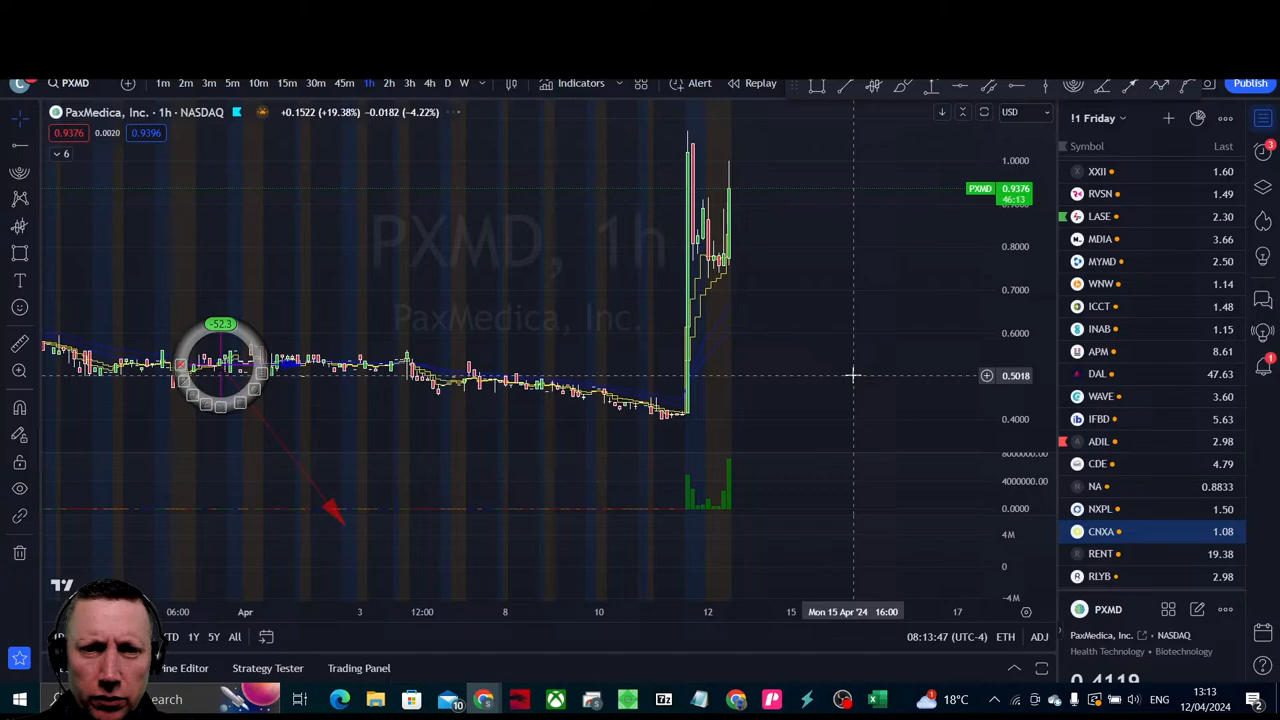 PXMD
1m 2m 3m 5m 10m 15m 30m 45m 1h 2h 3h 4h D W
Indicators
Alert
Replay
Publish
PaxMedica, Inc. · 1h · NASDAQ
+0.1522 (+19.38%) −0.0182 (−4.22%)
USD
0.9376 0.0020 0.9396
6
PXMD, 1h
PaxMedica, Inc.
1.0000
PXMD 0.9376
46:13
0.8000
0.7000
0.6000
0.5018
0.4000
8000000.00
4000000.00
0.0000
4M
0
−4M
-52.3
06:00 Apr 3 12:00 8 10 12 Mon 15 Apr '24 16:00 17
YTD 1Y 5Y All
08:13:47 (UTC-4) ETH ADJ
Strategy Tester
Trading Panel
!1 Friday
Symbol Last
XXII 1.60
RVSN 1.49
LASE 2.30
MDIA 3.66
MYMD 2.50
WNW 1.14
ICCT 1.15
INAB 1.15
APM 8.61
DAL 47.63
WAVE 3.60
IFBD 5.63
ADIL 2.98
CDE 4.79
NA 0.8833
NXPL 1.50
CNXA 1.08
RENT 19.38
RLYB 2.98
PXMD
PaxMedica, Inc. NASDAQ
Health Technology • Biotechnology
0.4119
3
1
10
7z
1
18°C
ENG
13:13
12/04/2024
2